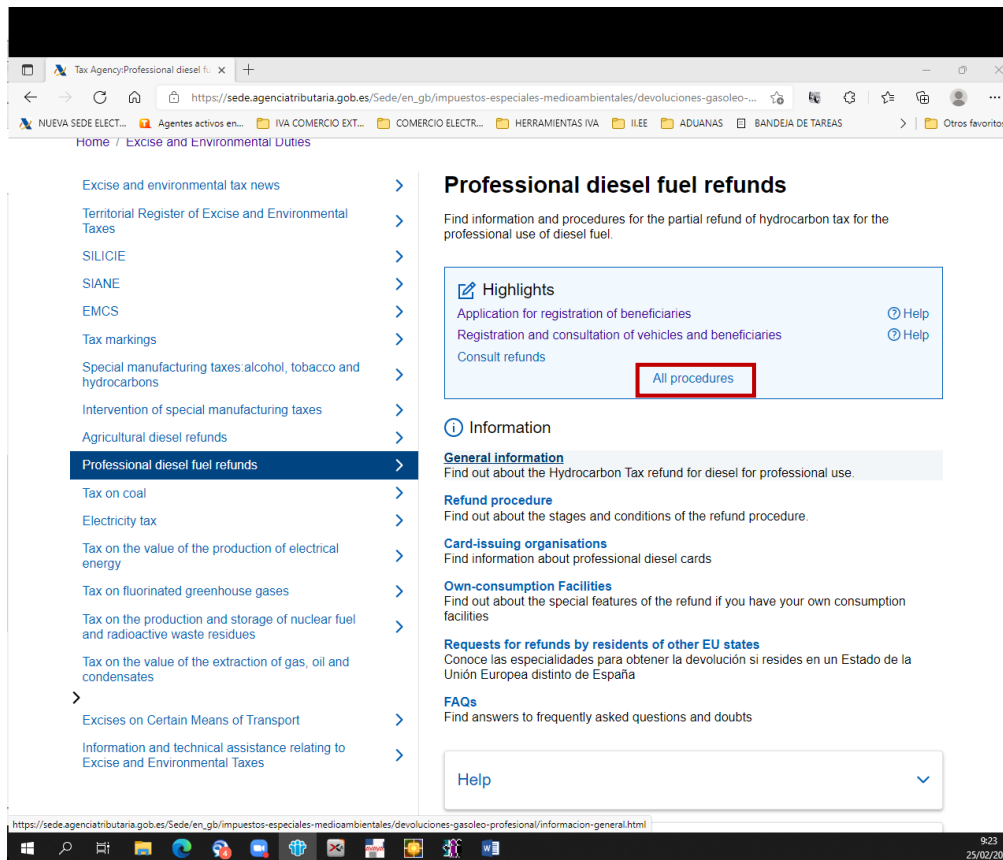 Tax Agency:Professional diesel fu
https://sede.agenciatributaria.gob.es/Sede/en_gb/impuestos-especiales-medioambientales/devoluciones-gasoleo-...
NUEVA SEDE ELECT... Agentes activos en... IVA COMERCIO EXT... COMERCIO ELECTR... HERRAMIENTAS IVA II.EE ADUANAS BANDEJA DE TAREAS Otros favoritos
Home / Excise and Environmental Duties
Excise and environmental tax news
Territorial Register of Excise and Environmental
Taxes
SILICIE
SIANE
EMCS
Tax markings
Special manufacturing taxes:alcohol, tobacco and
hydrocarbons
Intervention of special manufacturing taxes
Agricultural diesel refunds
Professional diesel fuel refunds
Tax on coal
Electricity tax
Tax on the value of the production of electrical
energy
Tax on fluorinated greenhouse gases
Tax on the production and storage of nuclear fuel
and radioactive waste residues
Tax on the value of the extraction of gas, oil and
condensates
Excises on Certain Means of Transport
Information and technical assistance relating to
Excise and Environmental Taxes
Professional diesel fuel refunds
Find information and procedures for the partial refund of hydrocarbon tax for the
professional use of diesel fuel.
Highlights
Application for registration of beneficiaries Help
Registration and consultation of vehicles and beneficiaries Help
Consult refunds
All procedures
Information
General information
Find out about the Hydrocarbon Tax refund for diesel for professional use.
Refund procedure
Find out about the stages and conditions of the refund procedure.
Card-issuing organisations
Find information about professional diesel cards
Own-consumption Facilities
Find out about the special features of the refund if you have your own consumption
facilities
Requests for refunds by residents of other EU states
Conoce las especialidades para obtener la devolución si resides en un Estado de la
Unión Europea distinto de España
FAQs
Find answers to frequently asked questions and doubts
Help
https://sede.agenciatributaria.gob.es/Sede/en_gb/impuestos-especiales-medioambientales/devoluciones-gasoleo-profesional/informacion-general.html
9:23
25/02/20